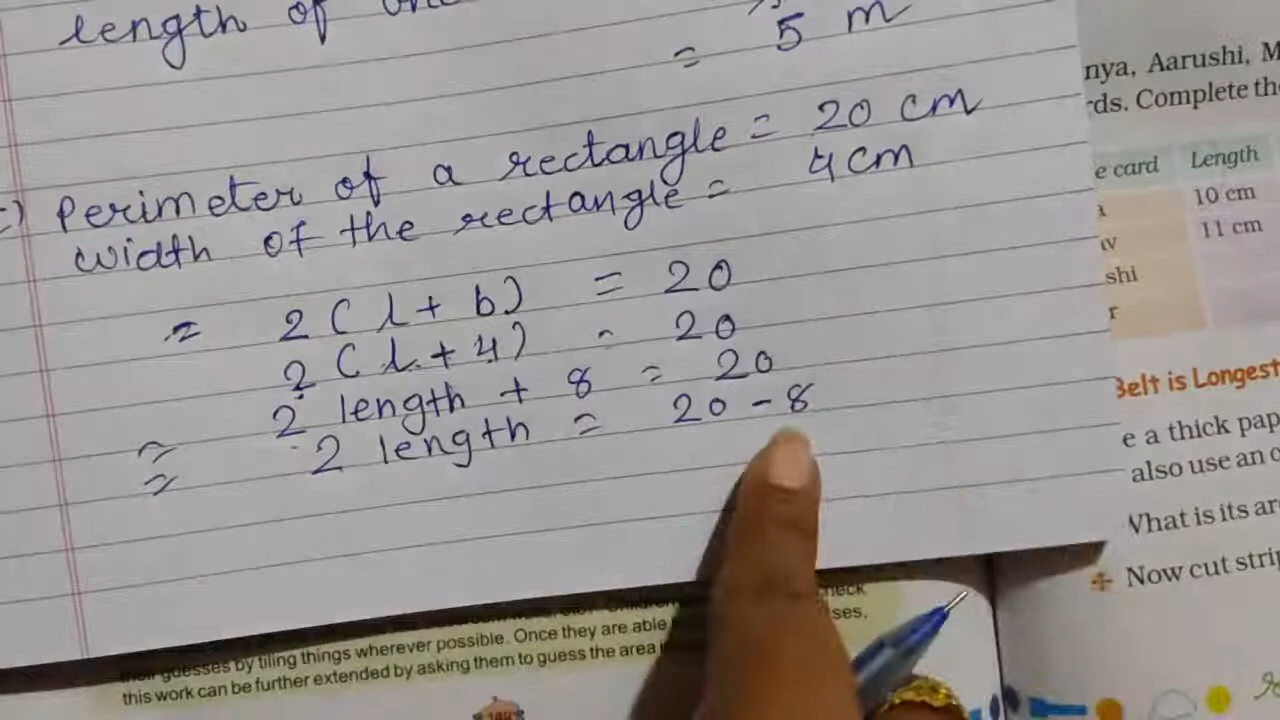 length of
= 5 m
Perimeter of a rectangle = 20 cm
width of the rectangle = 4 cm
= 2 ( l + b ) = 20
2 ( l + 4 ) = 20
= 2 length + 8 = 20
= 2 length = 20 - 8
nya, Aarushi, M
rds. Complete th
e card Length
10 cm
v 11 cm
shi
r
Belt is Longest
e a thick pap
also use an
What is its ar
Now cut strip
guesses by tiling things wherever possible. Once they are able
this work can be further extended by asking them to guess the area
heck
ses,